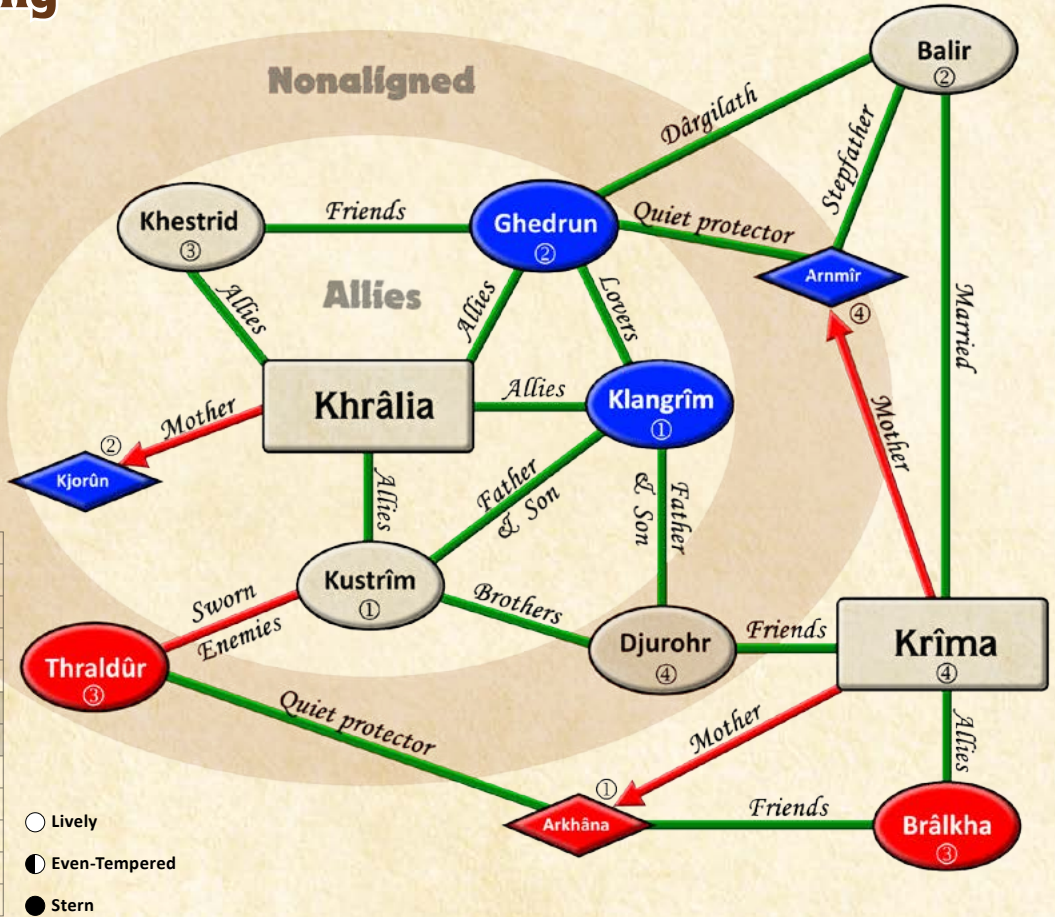 Balir
②
Nonaligned
Dârgilath
Stepfather
Khestrid
③
Friends
Ghedrun
②
Quiet protector
Arnmîr
④
Allies
Allies
Allies
Lovers
Married
Khrâlia
Allies
Klangrîm
①
Mother
Mother
②
Kjorûn
Allies
Father
& Son
Father
& Son
Kustrîm
①
Sworn
Enemies
Brothers
Djurohr
④
Friends
Krîma
④
Thraldûr
③
Quiet protector
Mother
Allies
①
Arkhâna
Friends
Brâlkha
③
Lively
Even-Tempered
Stern